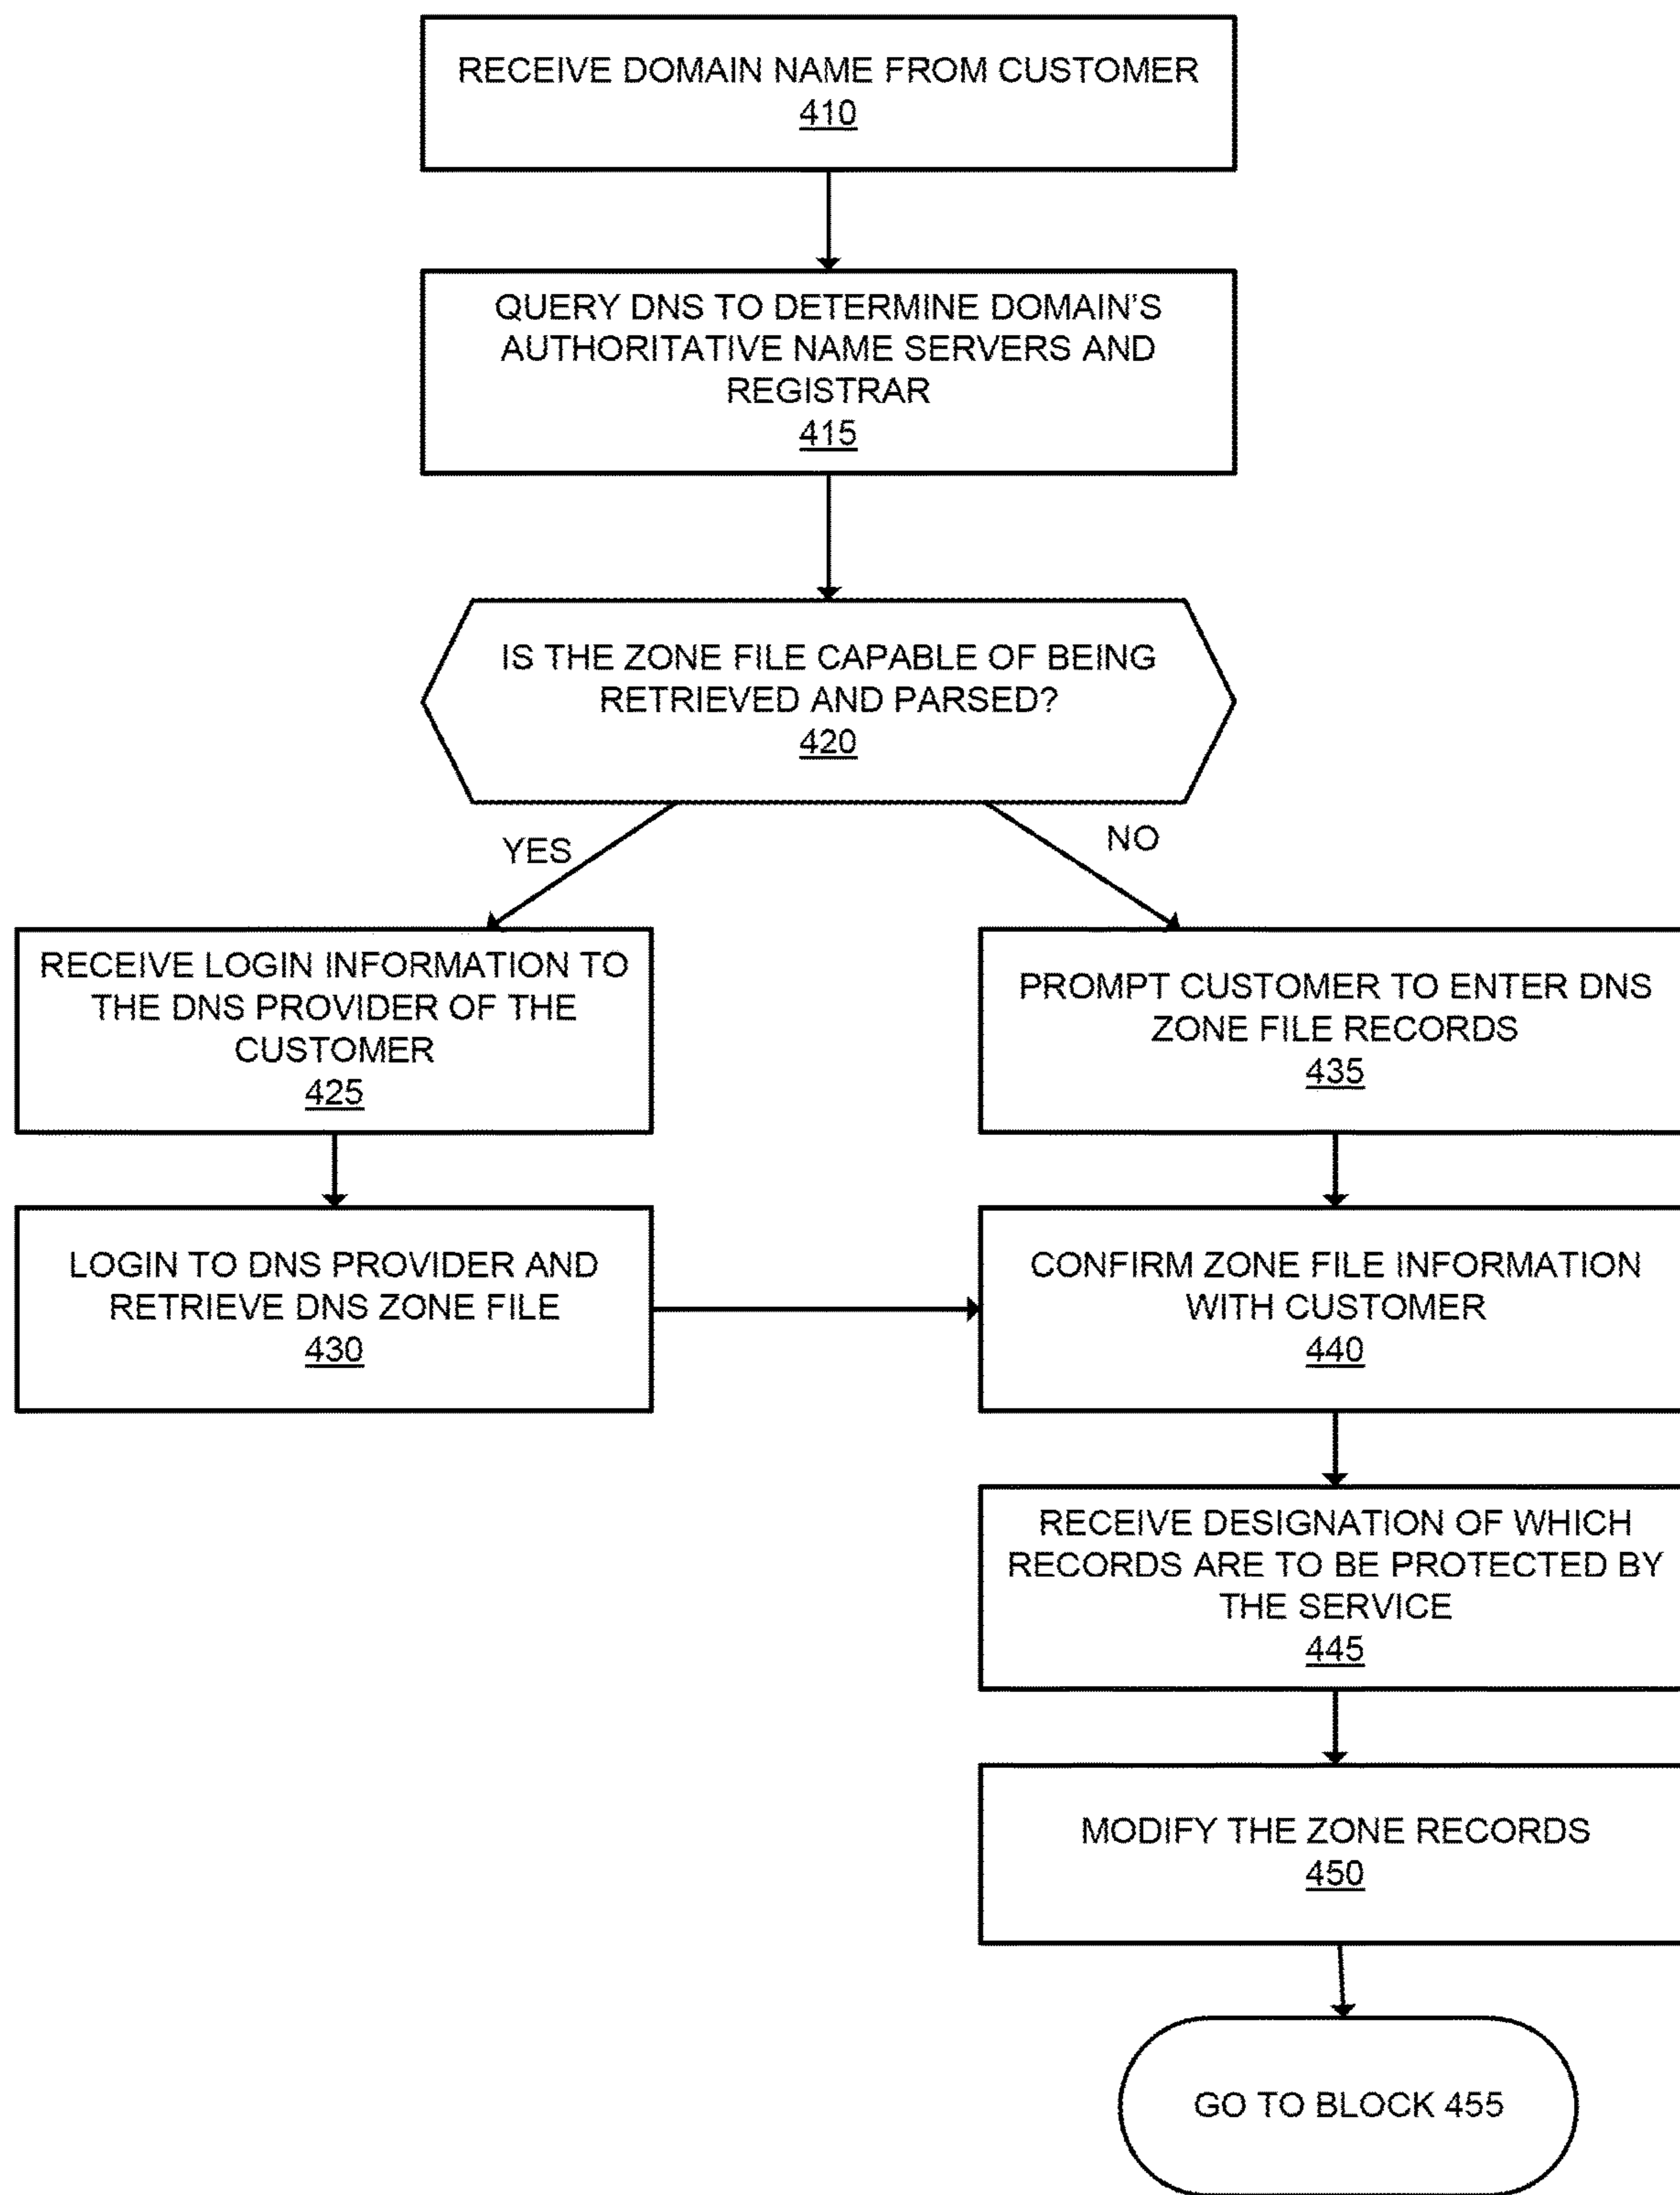 RECEIVE DOMAIN NAME FROM CUSTOMER
410
QUERY DNS TO DETERMINE DOMAIN'S
AUTHORITATIVE NAME SERVERS AND
REGISTRAR
415
IS THE ZONE FILE CAPABLE OF BEING
RETRIEVED AND PARSED?
420
YES
NO
RECEIVE LOGIN INFORMATION TO
THE DNS PROVIDER OF THE
CUSTOMER
425
PROMPT CUSTOMER TO ENTER DNS
ZONE FILE RECORDS
435
LOGIN TO DNS PROVIDER AND
RETRIEVE DNS ZONE FILE
430
CONFIRM ZONE FILE INFORMATION
WITH CUSTOMER
440
RECEIVE DESIGNATION OF WHICH
RECORDS ARE TO BE PROTECTED BY
THE SERVICE
445
MODIFY THE ZONE RECORDS
450
GO TO BLOCK 455